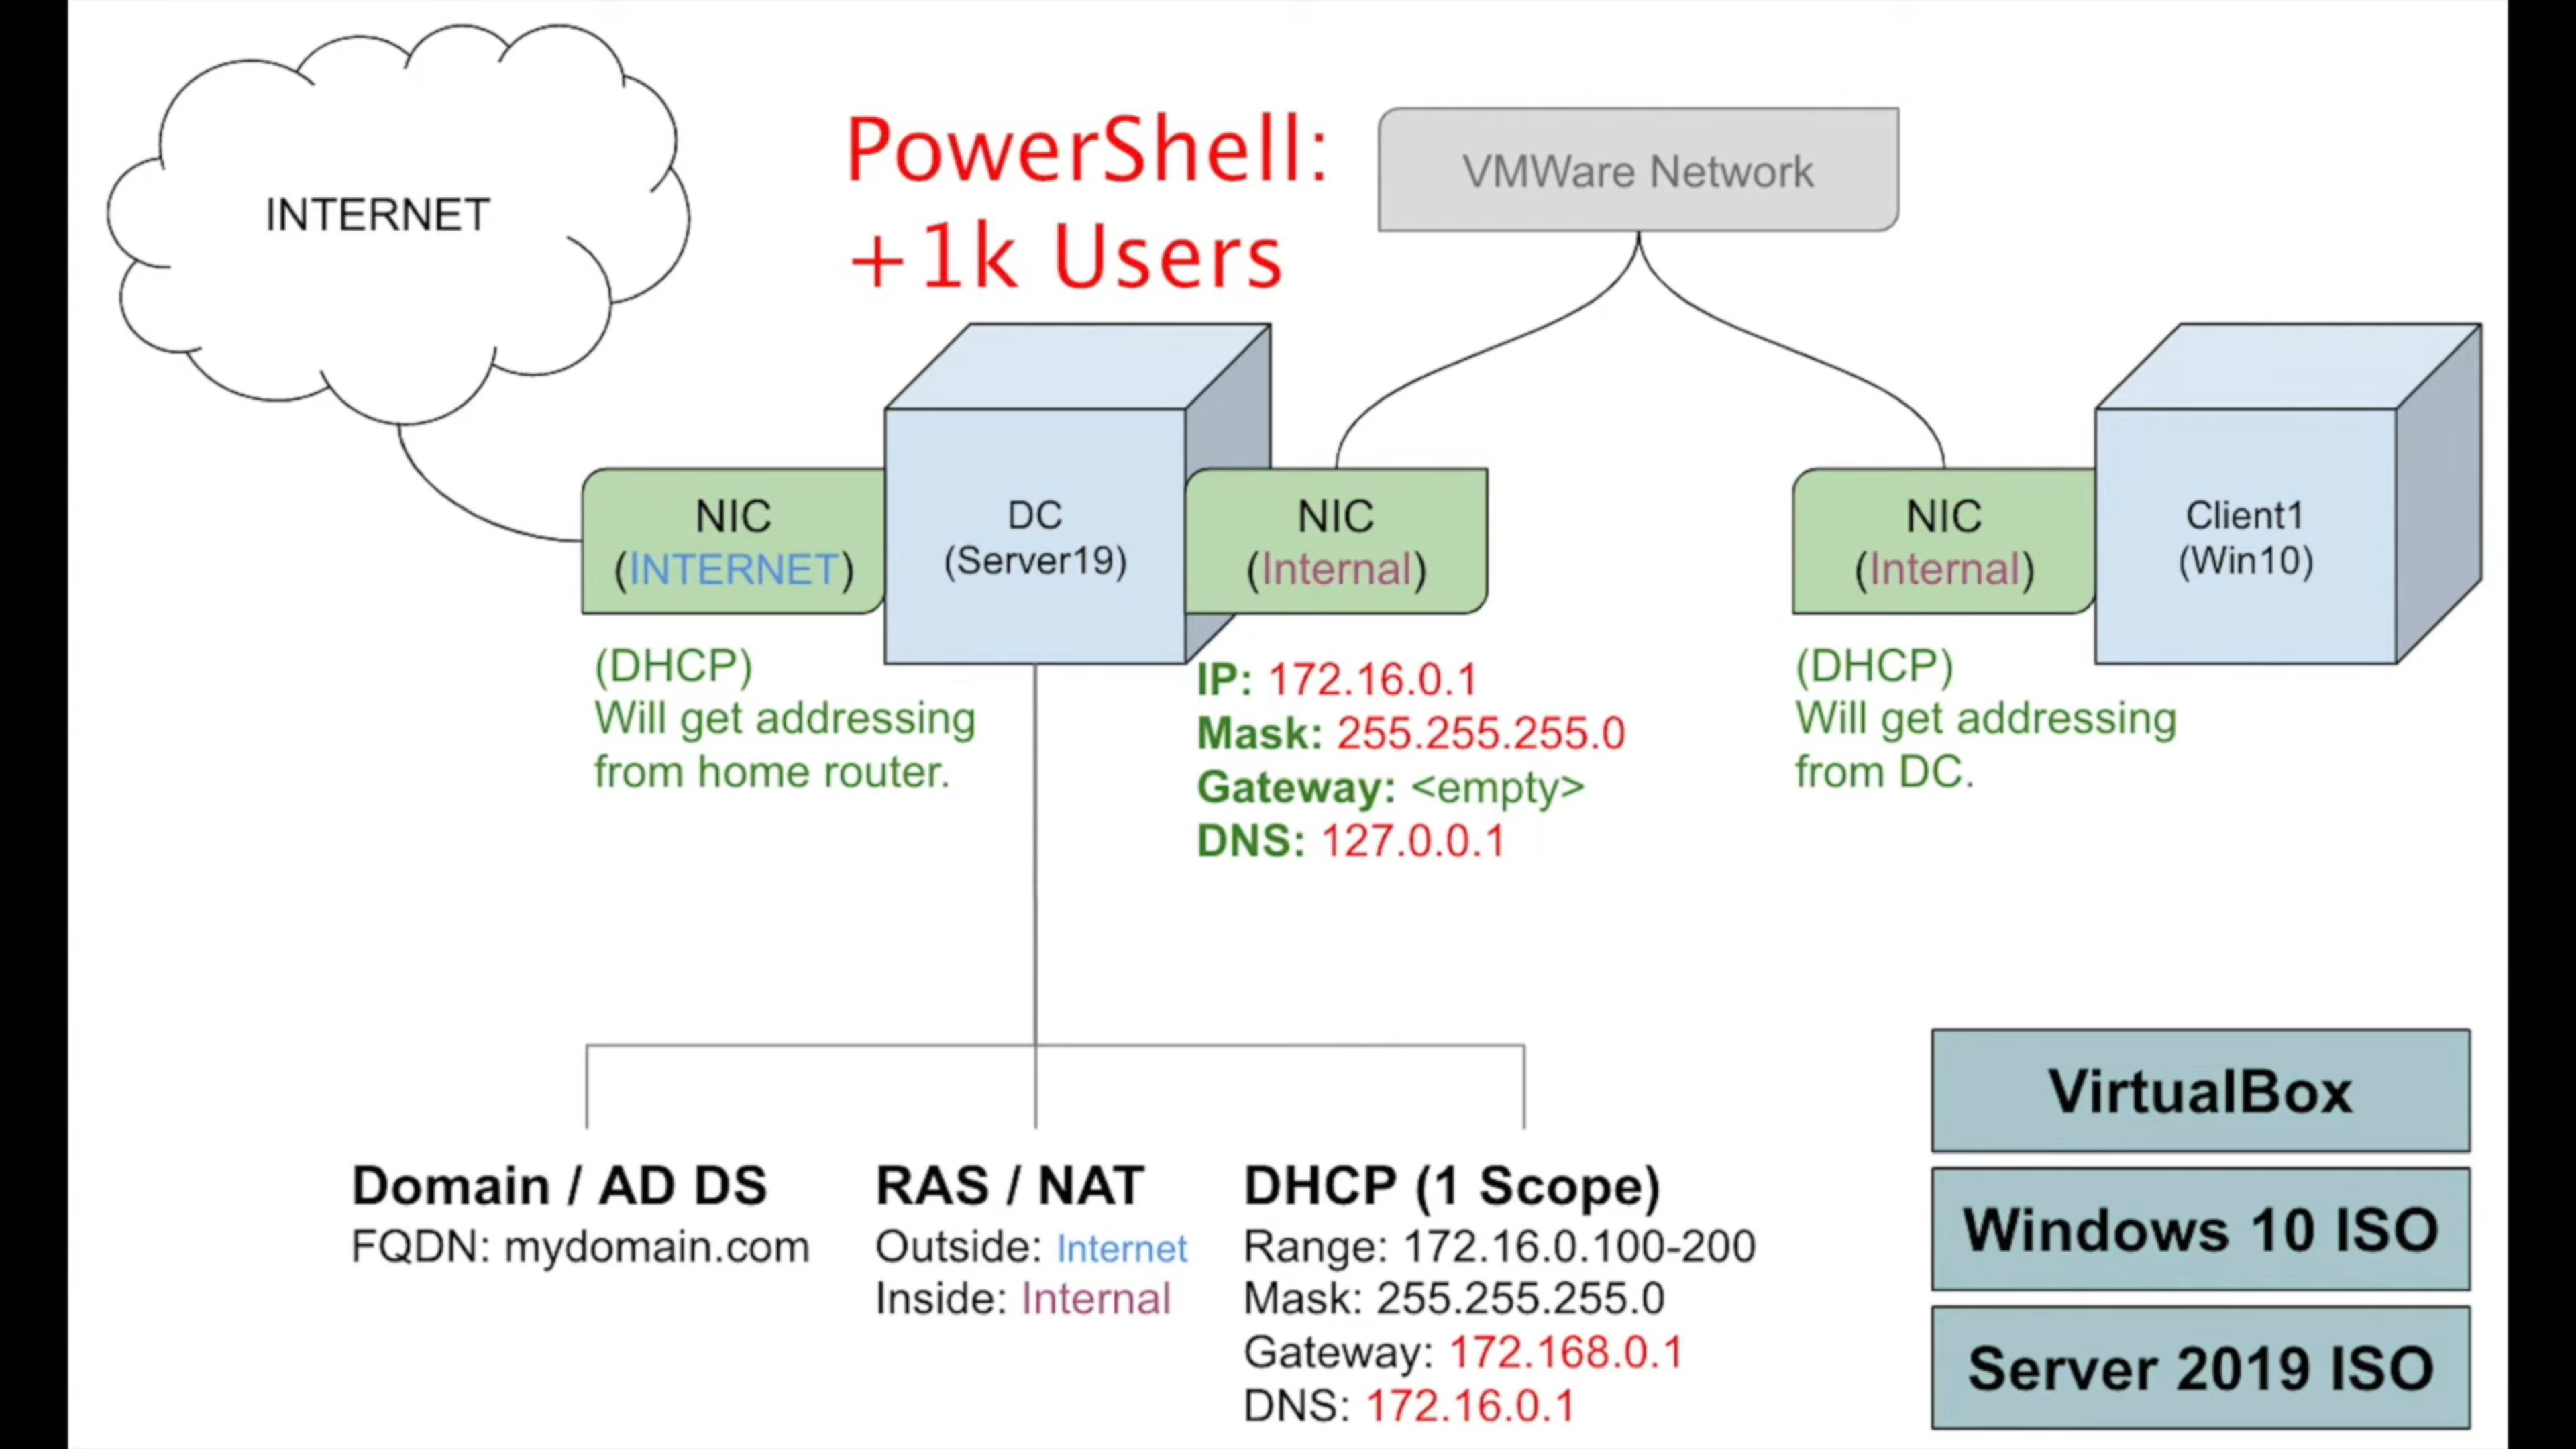 INTERNET
PowerShell:
+1k Users
VMWare Network
NIC
(INTERNET)
DC
(Server19)
NIC
(Internal)
NIC
(Internal)
Client1
(Win10)
(DHCP)
Will get addressing
from home router.
IP: 172.16.0.1
Mask: 255.255.255.0
Gateway: <empty>
DNS: 127.0.0.1
(DHCP)
Will get addressing
from DC.
Domain / AD DS
FQDN: mydomain.com
RAS / NAT
Outside: Internet
Inside: Internal
DHCP (1 Scope)
Range: 172.16.0.100-200
Mask: 255.255.255.0
Gateway: 172.168.0.1
DNS: 172.16.0.1
VirtualBox
Windows 10 ISO
Server 2019 ISO